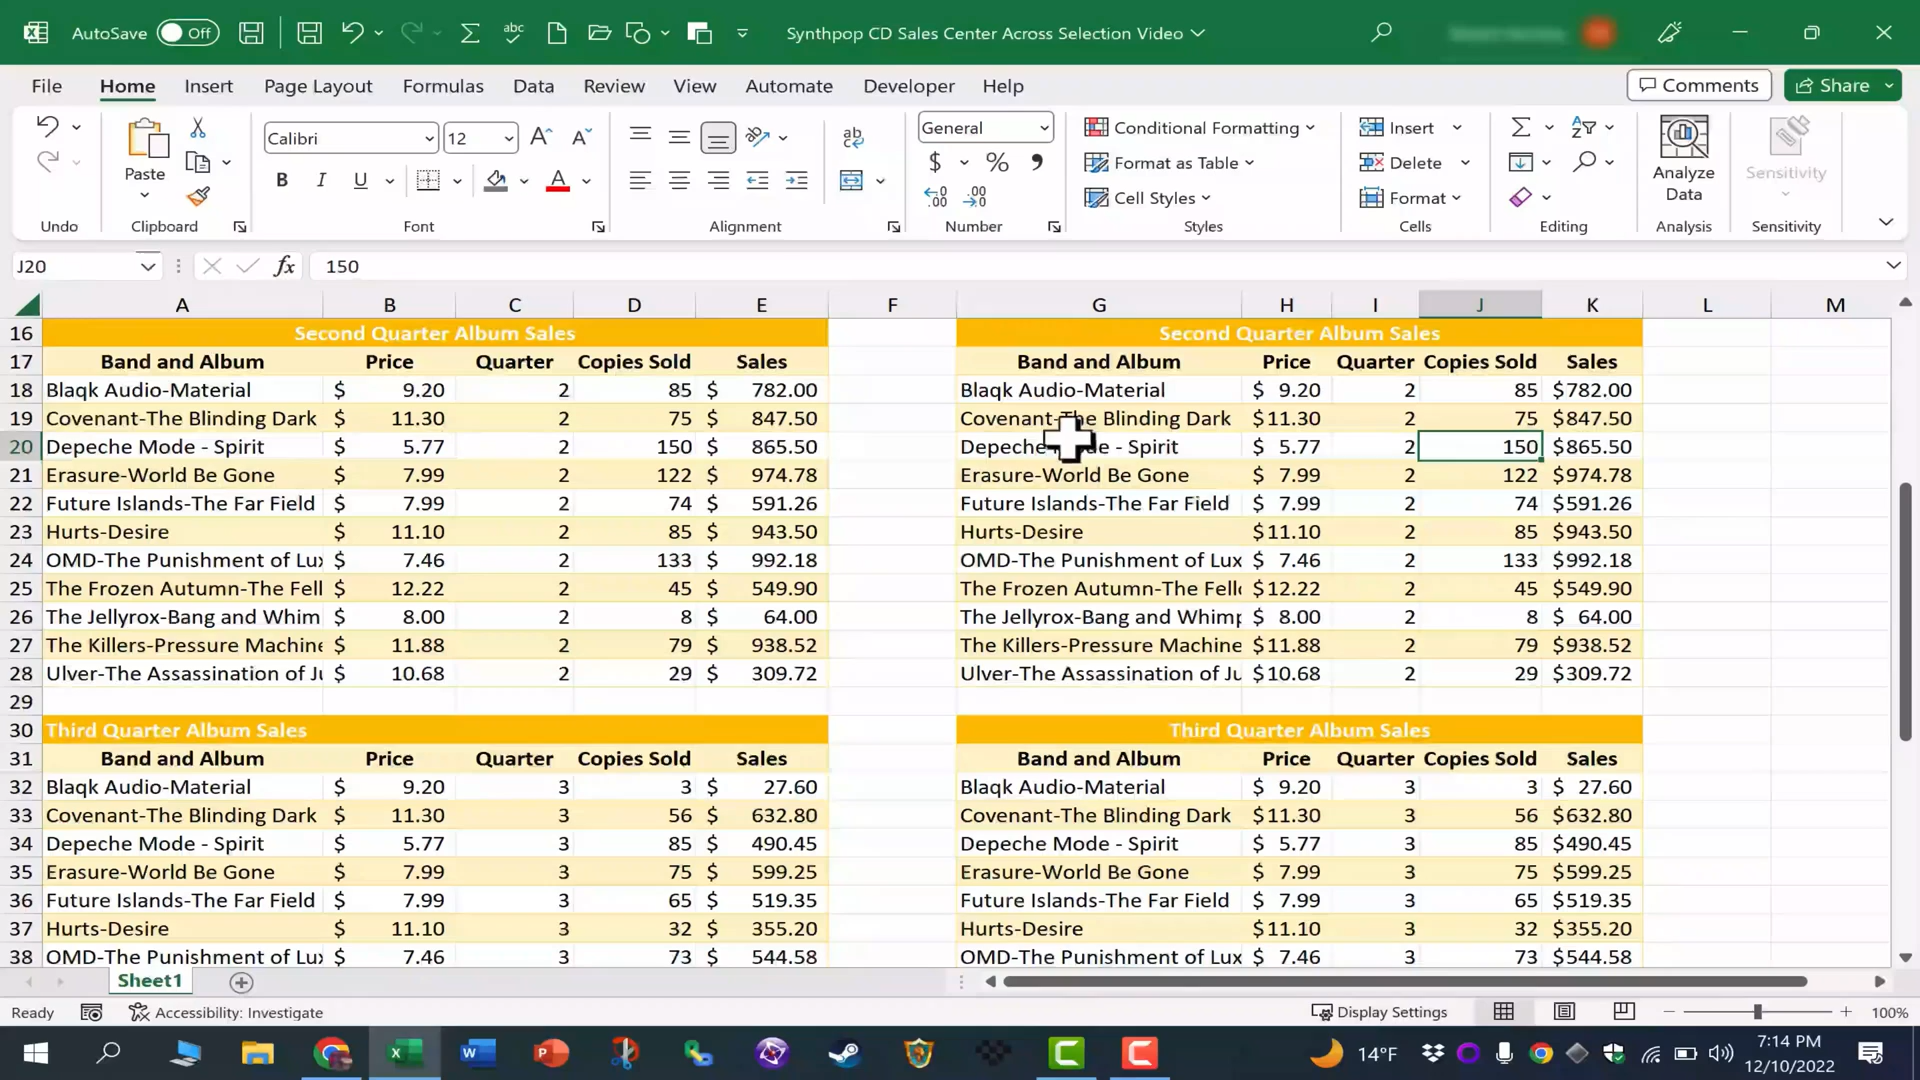 AutoSave Off Synthpop CD Sales Center Across Selection Video
File Home Insert Page Layout Formulas Data Review View Automate Developer Help Comments Share
Paste Calibri 12 General Conditional Formatting Insert Analyze Data Sensitivity
B I U $ % Format as Table Delete
Cell Styles Format
Undo Clipboard Font Alignment Number Styles Cells Editing Analysis Sensitivity
J20 fx 150
A B C D E F G H I J K L M
16 Second Quarter Album Sales Second Quarter Album Sales
17 Band and Album Price Quarter Copies Sold Sales Band and Album Price Quarter Copies Sold Sales
18 Blaqk Audio-Material $ 9.20 2 85 $ 782.00 Blaqk Audio-Material $ 9.20 2 85 $782.00
19 Covenant-The Blinding Dark $ 11.30 2 75 $ 847.50 Covenant-The Blinding Dark $11.30 2 75 $847.50
20 Depeche Mode - Spirit $ 5.77 2 150 $ 865.50 Depeche Mode - Spirit $ 5.77 2 150 $865.50
21 Erasure-World Be Gone $ 7.99 2 122 $ 974.78 Erasure-World Be Gone $ 7.99 2 122 $974.78
22 Future Islands-The Far Field $ 7.99 2 74 $ 591.26 Future Islands-The Far Field $ 7.99 2 74 $591.26
23 Hurts-Desire $ 11.10 2 85 $ 943.50 Hurts-Desire $11.10 2 85 $943.50
24 OMD-The Punishment of Lux $ 7.46 2 133 $ 992.18 OMD-The Punishment of Lux $ 7.46 2 133 $992.18
25 The Frozen Autumn-The Fell $ 12.22 2 45 $ 549.90 The Frozen Autumn-The Fell $12.22 2 45 $549.90
26 The Jellyrox-Bang and Whim $ 8.00 2 8 $ 64.00 The Jellyrox-Bang and Whimp $ 8.00 2 8 $ 64.00
27 The Killers-Pressure Machine $ 11.88 2 79 $ 938.52 The Killers-Pressure Machine $11.88 2 79 $938.52
28 Ulver-The Assassination of Ju $ 10.68 2 29 $ 309.72 Ulver-The Assassination of Ju $10.68 2 29 $309.72
29
30 Third Quarter Album Sales Third Quarter Album Sales
31 Band and Album Price Quarter Copies Sold Sales Band and Album Price Quarter Copies Sold Sales
32 Blaqk Audio-Material $ 9.20 3 3 $ 27.60 Blaqk Audio-Material $ 9.20 3 3 $ 27.60
33 Covenant-The Blinding Dark $ 11.30 3 56 $ 632.80 Covenant-The Blinding Dark $11.30 3 56 $632.80
34 Depeche Mode - Spirit $ 5.77 3 85 $ 490.45 Depeche Mode - Spirit $ 5.77 3 85 $490.45
35 Erasure-World Be Gone $ 7.99 3 75 $ 599.25 Erasure-World Be Gone $ 7.99 3 75 $599.25
36 Future Islands-The Far Field $ 7.99 3 65 $ 519.35 Future Islands-The Far Field $ 7.99 3 65 $519.35
37 Hurts-Desire $ 11.10 3 32 $ 355.20 Hurts-Desire $11.10 3 32 $355.20
38 OMD-The Punishment of Lux $ 7.46 3 73 $ 544.58 OMD-The Punishment of Lux $ 7.46 3 73 $544.58
Sheet1
Ready Accessibility: Investigate Display Settings 100%
14°F 7:14 PM
12/10/2022